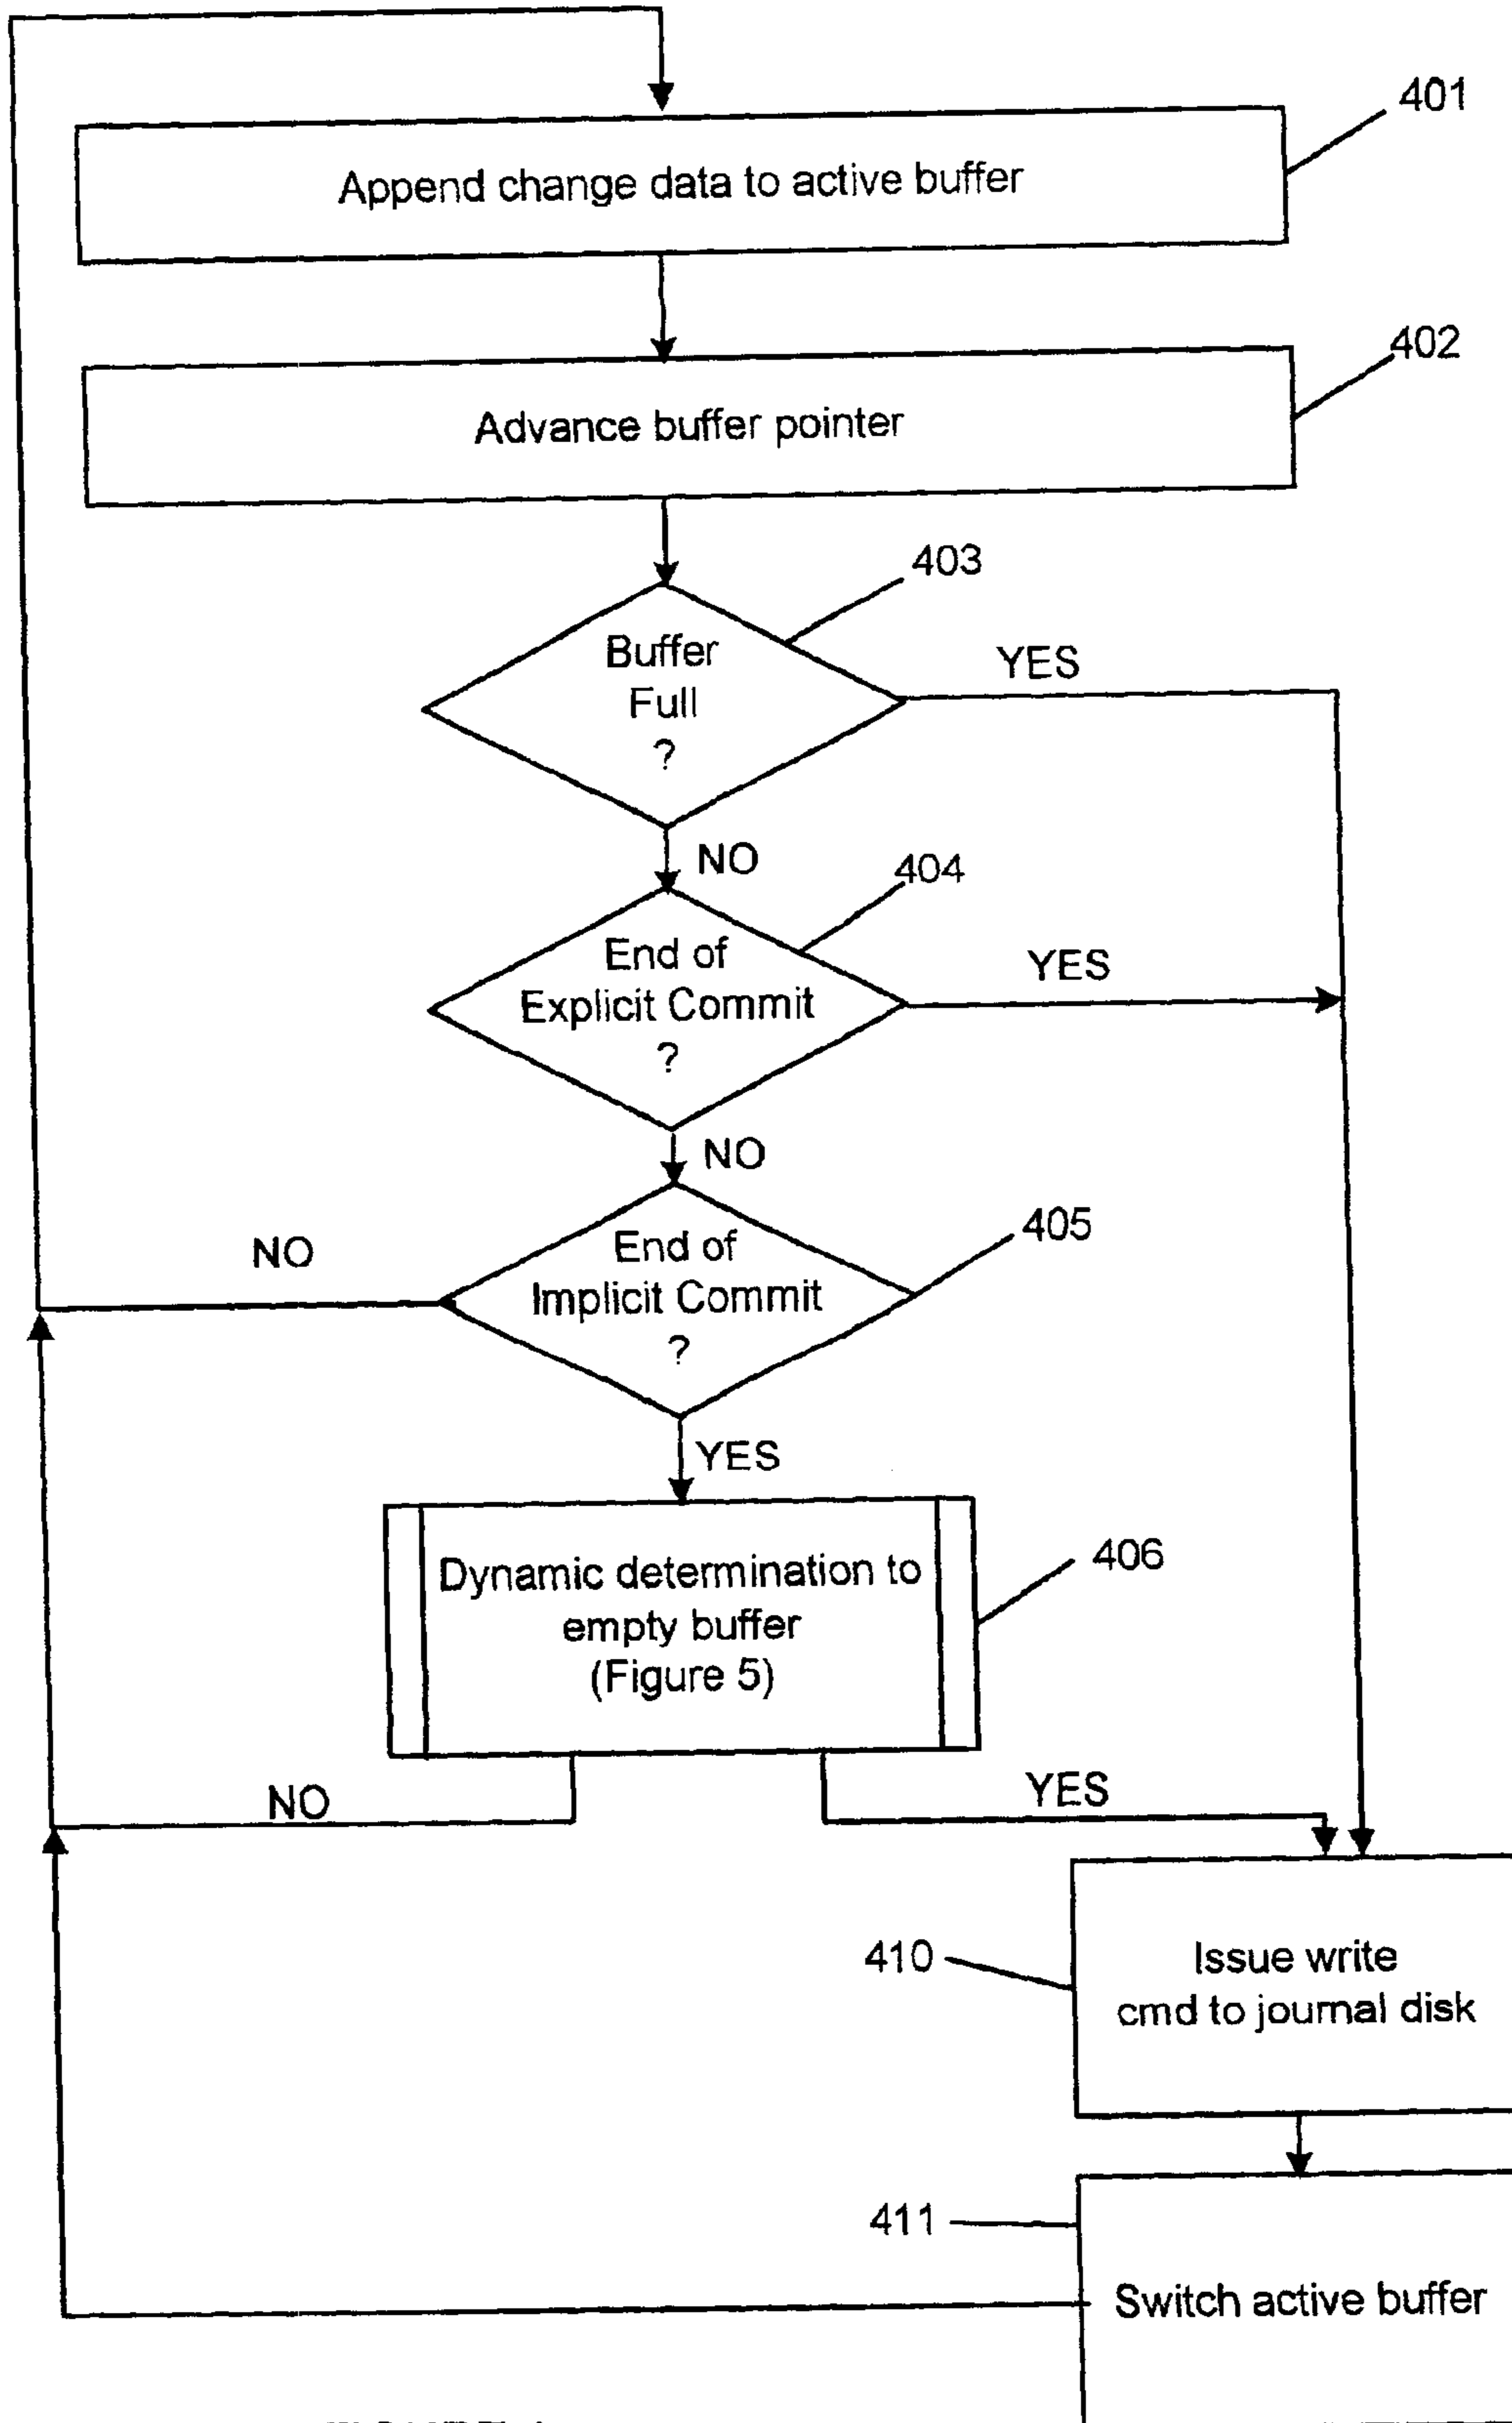 401
Append change data to active buffer
402
Advance buffer pointer
403
Buffer
Full
?
YES
NO
404
End of
Explicit Commit
?
YES
NO
405
End of
Implicit Commit
?
NO
YES
406
Dynamic determination to
empty buffer
(Figure 5)
NO
YES
410
Issue write
cmd to journal disk
411
Switch active buffer